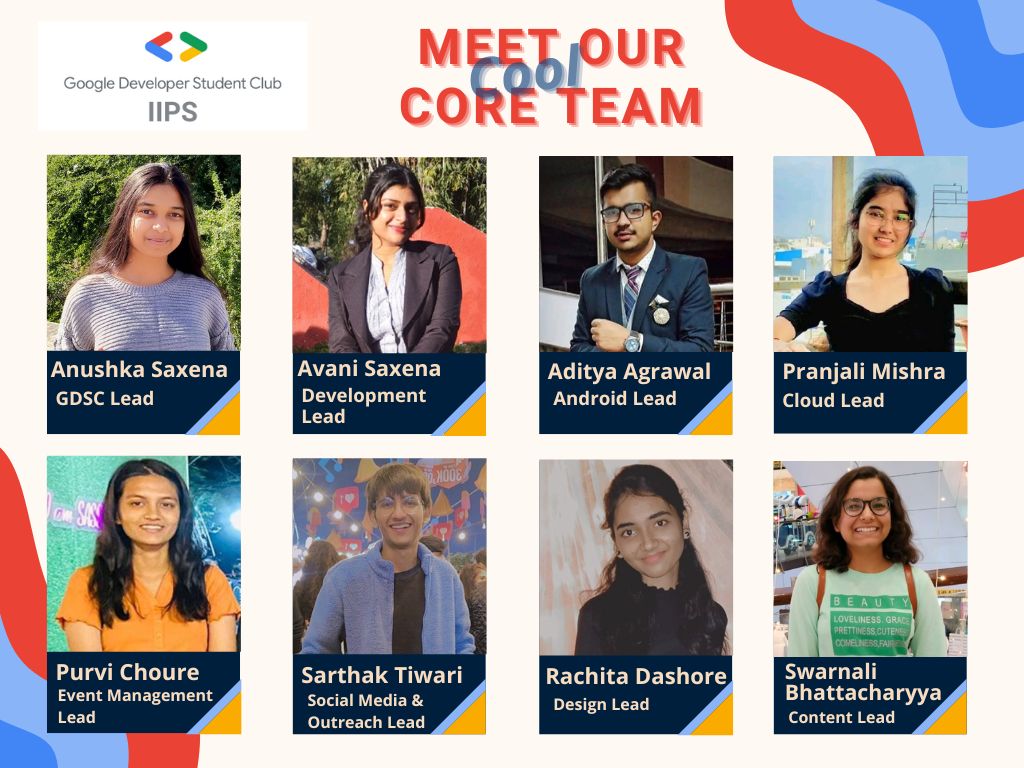 Google Developer Student Club
IIPS
MEET OUR
Cool
CORE TEAM
Anushka Saxena
GDSC Lead
Avani Saxena
Development
Lead
Aditya Agrawal
Android Lead
Pranjali Mishra
Cloud Lead
Purvi Choure
Event Management
Lead
Sarthak Tiwari
Social Media &
Outreach Lead
Rachita Dashore
Design Lead
BEAUTY
LOVELINESS. GRACE
PRETTINESS,CUTENE
COMELINESS,FAIR
Swarnali
Bhattacharyya
Content Lead